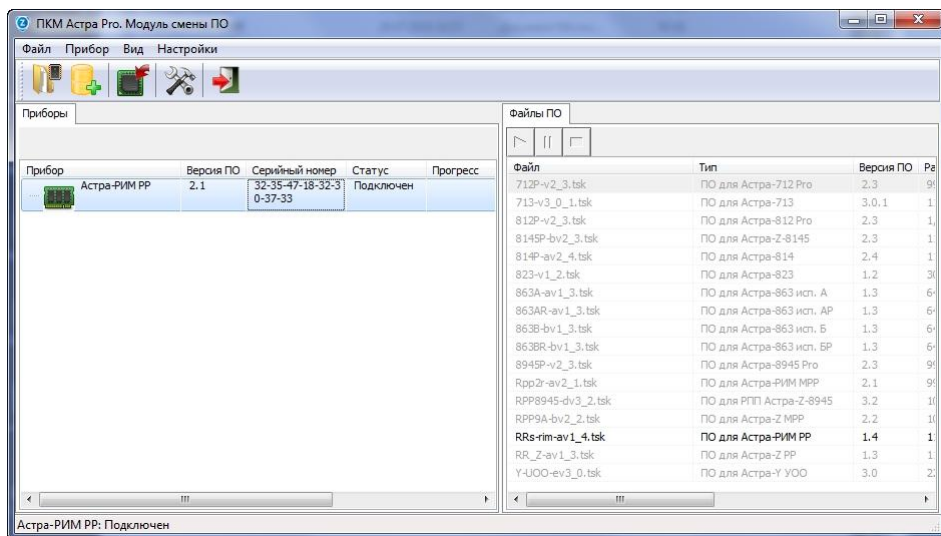 ПКМ Астра Pro. Модуль смены ПО
Файл Прибор Вид Настройки
Приборы
Прибор Версия ПО Серийный номер Статус Прогресс
Астра-РИМ РР 2.1 32-35-47-18-32-3 Подключен
0-37-33
Файлы ПО
Файл Тип Версия ПО Ра
712P-v2_3.tsk ПО для Астра-712 Pro 2.3
713-v3_0_1.tsk ПО для Астра-713 3.0.1
812P-v2_3.tsk ПО для Астра-812 Pro 2.3
8145P-bv2_3.tsk ПО для Астра-Z-8145 2.3
814P-av2_4.tsk ПО для Астра-814 2.4
823-v1_2.tsk ПО для Астра-823 1.2
863A-av1_3.tsk ПО для Астра-863 исп. А 1.3
863AR-av1_3.tsk ПО для Астра-863 исп. АР 1.3
863B-bv1_3.tsk ПО для Астра-863 исп. Б 1.3
863BR-bv1_3.tsk ПО для Астра-863 исп. БР 1.3
8945P-v2_3.tsk ПО для Астра-8945 Pro 2.3
Rpp2r-av2_1.tsk ПО для Астра-РИМ МРР 2.1
RPP8945-dv3_2.tsk ПО для РПП Астра-Z-8945 3.2
RPP9A-bv2_2.tsk ПО для Астра-Z МРР 2.2
RRs-rim-av1_4.tsk ПО для Астра-РИМ РР 1.4
RR_Z-av1_3.tsk ПО для Астра-Z РР 1.3
Y-UOO-ev3_0.tsk ПО для Астра-Y УОО 3.0
Астра-РИМ РР: Подключен